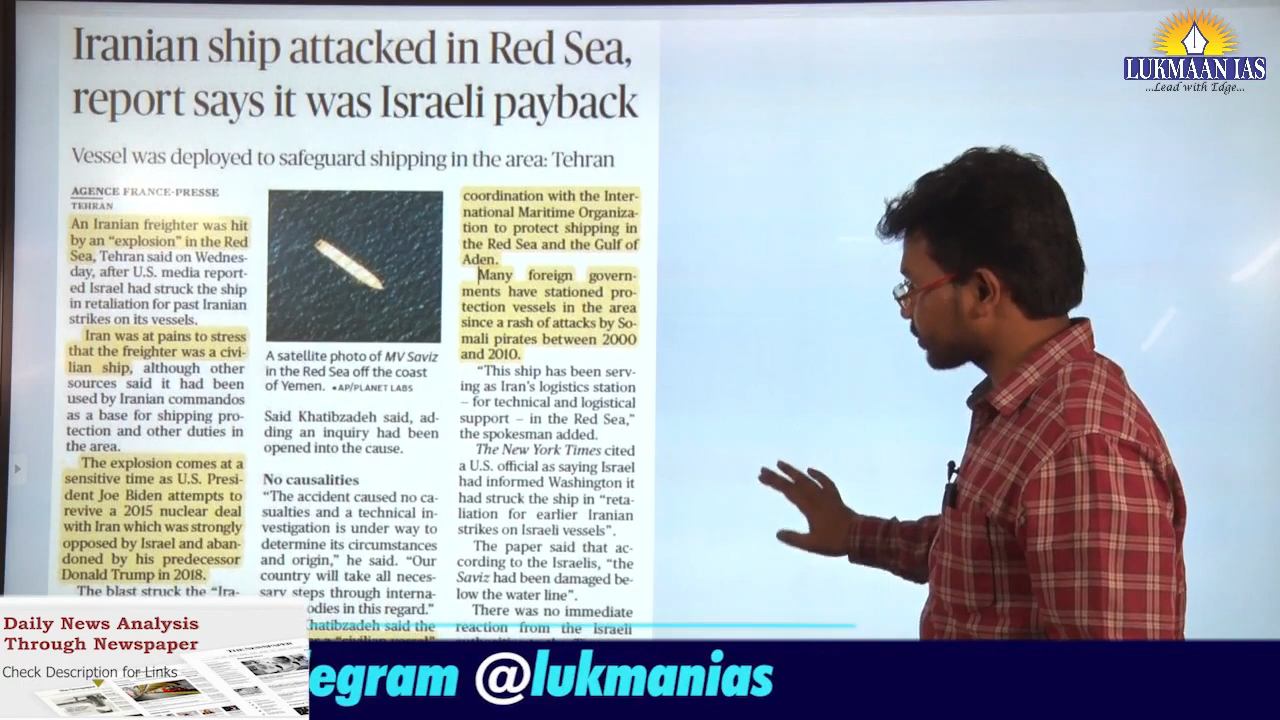 Iranian ship attacked in Red Sea,
report says it was Israeli payback
Vessel was deployed to safeguard shipping in the area: Tehran
AGENCE FRANCE-PRESSE
TEHRAN
An Iranian freighter was hit
by an “explosion” in the Red
Sea, Tehran said on Wednes-
day, after U.S. media report-
ed Israel had struck the ship
in retaliation for past Iranian
strikes on its vessels.
Iran was at pains to stress
that the freighter was a civi-
lian ship, although other
sources said it had been
used by Iranian commandos
as a base for shipping pro-
tection and other duties in
the area.
The explosion comes at a
sensitive time as U.S. Presi-
dent Joe Biden attempts to
revive a 2015 nuclear deal
with Iran which was strongly
opposed by Israel and aban-
doned by his predecessor
Donald Trump in 2018.
The blast struck the “Ira-
A satellite photo of MV Saviz
in the Red Sea off the coast
of Yemen. •AP/PLANET LABS
Said Khatibzadeh said, ad-
ding an inquiry had been
opened into the cause.
No causalities
“The accident caused no ca-
sualties and a technical in-
vestigation is under way to
determine its circumstances
and origin,” he said. “Our
country will take all neces-
sary steps through interna-
odies in this regard.”
hatibzadeh said the
“civilian vessel”
coordination with the Inter-
national Maritime Organiza-
tion to protect shipping in
the Red Sea and the Gulf of
Aden.
Many foreign govern-
ments have stationed pro-
tection vessels in the area
since a rash of attacks by So-
mali pirates between 2000
and 2010.
“This ship has been serv-
ing as Iran’s logistics station
– for technical and logistical
support – in the Red Sea,”
the spokesman added.
The New York Times cited
a U.S. official as saying Israel
had informed Washington it
had struck the ship in “reta-
liation for earlier Iranian
strikes on Israeli vessels”.
The paper said that ac-
cording to the Israelis, “the
Saviz had been damaged be-
low the water line”.
There was no immediate
reaction from the Israeli
LUKMAAN IAS
...Lead with Edge...
Daily News Analysis
Through Newspaper
Check Description for Links
egram @lukmanias